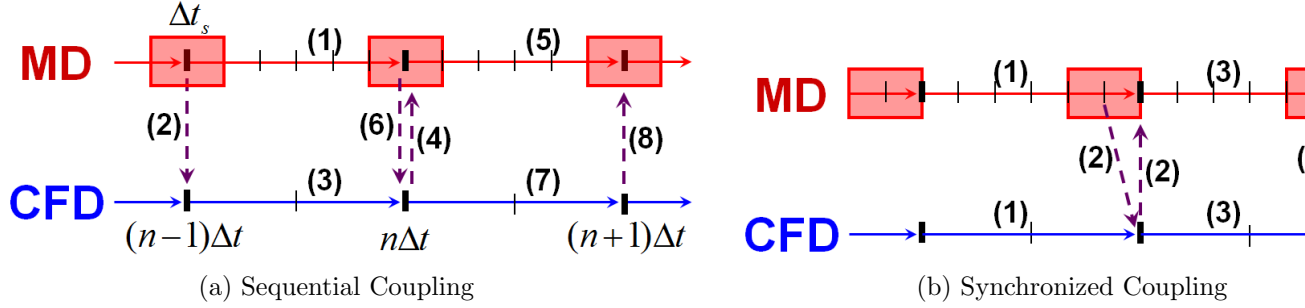 Δt_s
MD (1) (5)
(2) (6) (4) (8)
CFD (3) (7)
(n−1)Δt nΔt (n+1)Δt
(a) Sequential Coupling
MD (1) (3)
(2) (2) (
CFD (1) (3)
(b) Synchronized Coupling